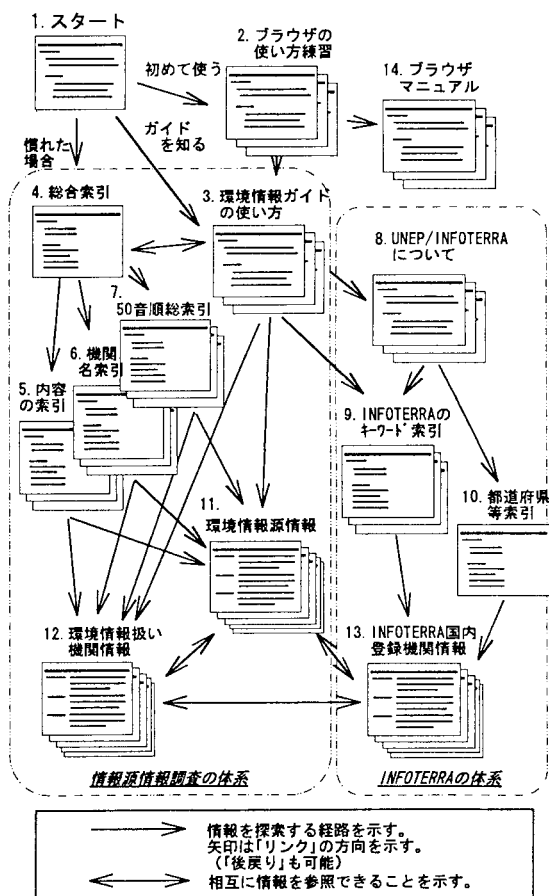 1. スタート
2. ブラウザの
使い方練習
初めて使う
14. ブラウザ
マニュアル
ガイド
を知る
慣れた
場合
4. 総合索引
3. 環境情報ガイド
の使い方
8. UNEP/INFOTERRA
について
7.
50音順総索引
6. 機関
名索引
5. 内容
の索引
9. INFOTERRAの
キーワード索引
10. 都道府県
等索引
11.
環境情報源情報
12. 環境情報扱い
機関情報
13. INFOTERRA国内
登録機関情報
情報源情報調査の体系
INFOTERRAの体系
情報を探索する経路を示す。
矢印は「リンク」の方向を示す。
(「後戻り」も可能)
相互に情報を参照できることを示す。